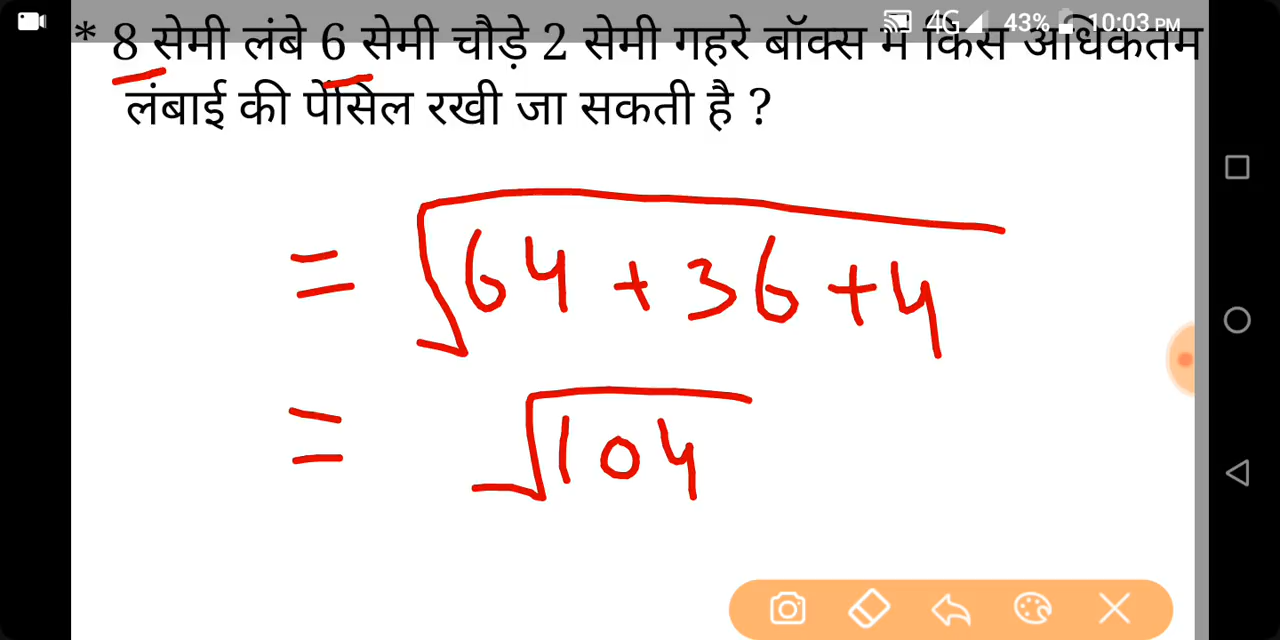 4G 43% 10:03 PM
* 8 सेमी लंबे 6 सेमी चौड़े 2 सेमी गहरे बॉक्स में किस अधिकतम
लंबाई की पेंसिल रखी जा सकती है ?
= √64 + 36 + 4
= √104